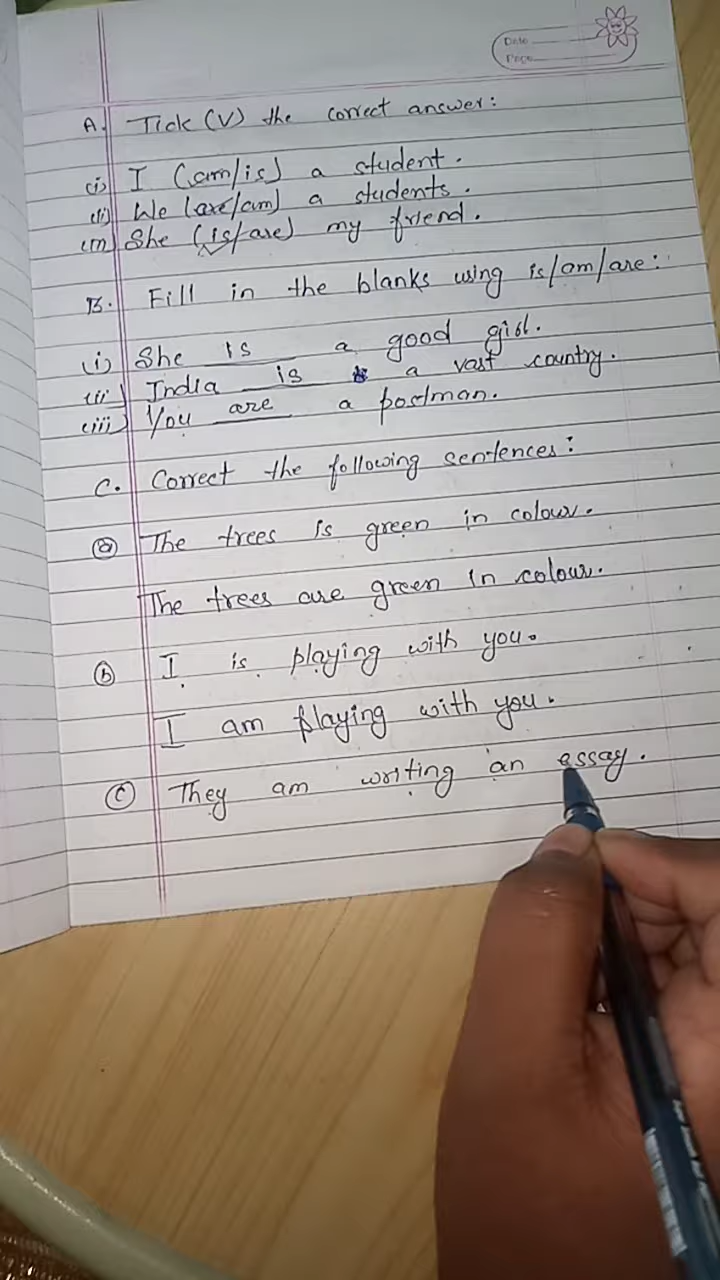 Date
Page
A. Tick (V) the correct answer:
(i) I (am/is) a student.
(ii) We (are/am) a students.
(iii) She (is/are) my friend.
B. Fill in the blanks using is/am/are:
(i) She is a good girl.
(ii) India is a vast country.
(iii) You are a postman.
C. Correct the following sentences:
(a) The trees is green in colour.
The trees are green in colour.
(b) I is playing with you.
I am playing with you.
(c) They am writing an essay.